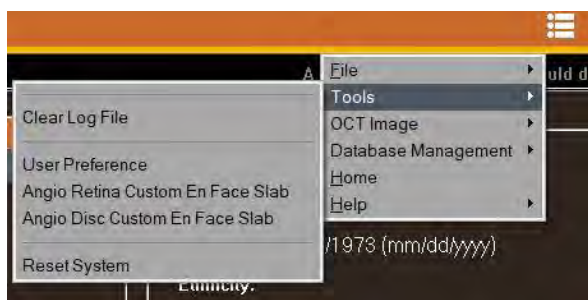 A
uld d
File
Tools
OCT Image
Database Management
Home
Help
Clear Log File
User Preference
Angio Retina Custom En Face Slab
Angio Disc Custom En Face Slab
Reset System
/1973 (mm/dd/yyyy)
Ethnicity: